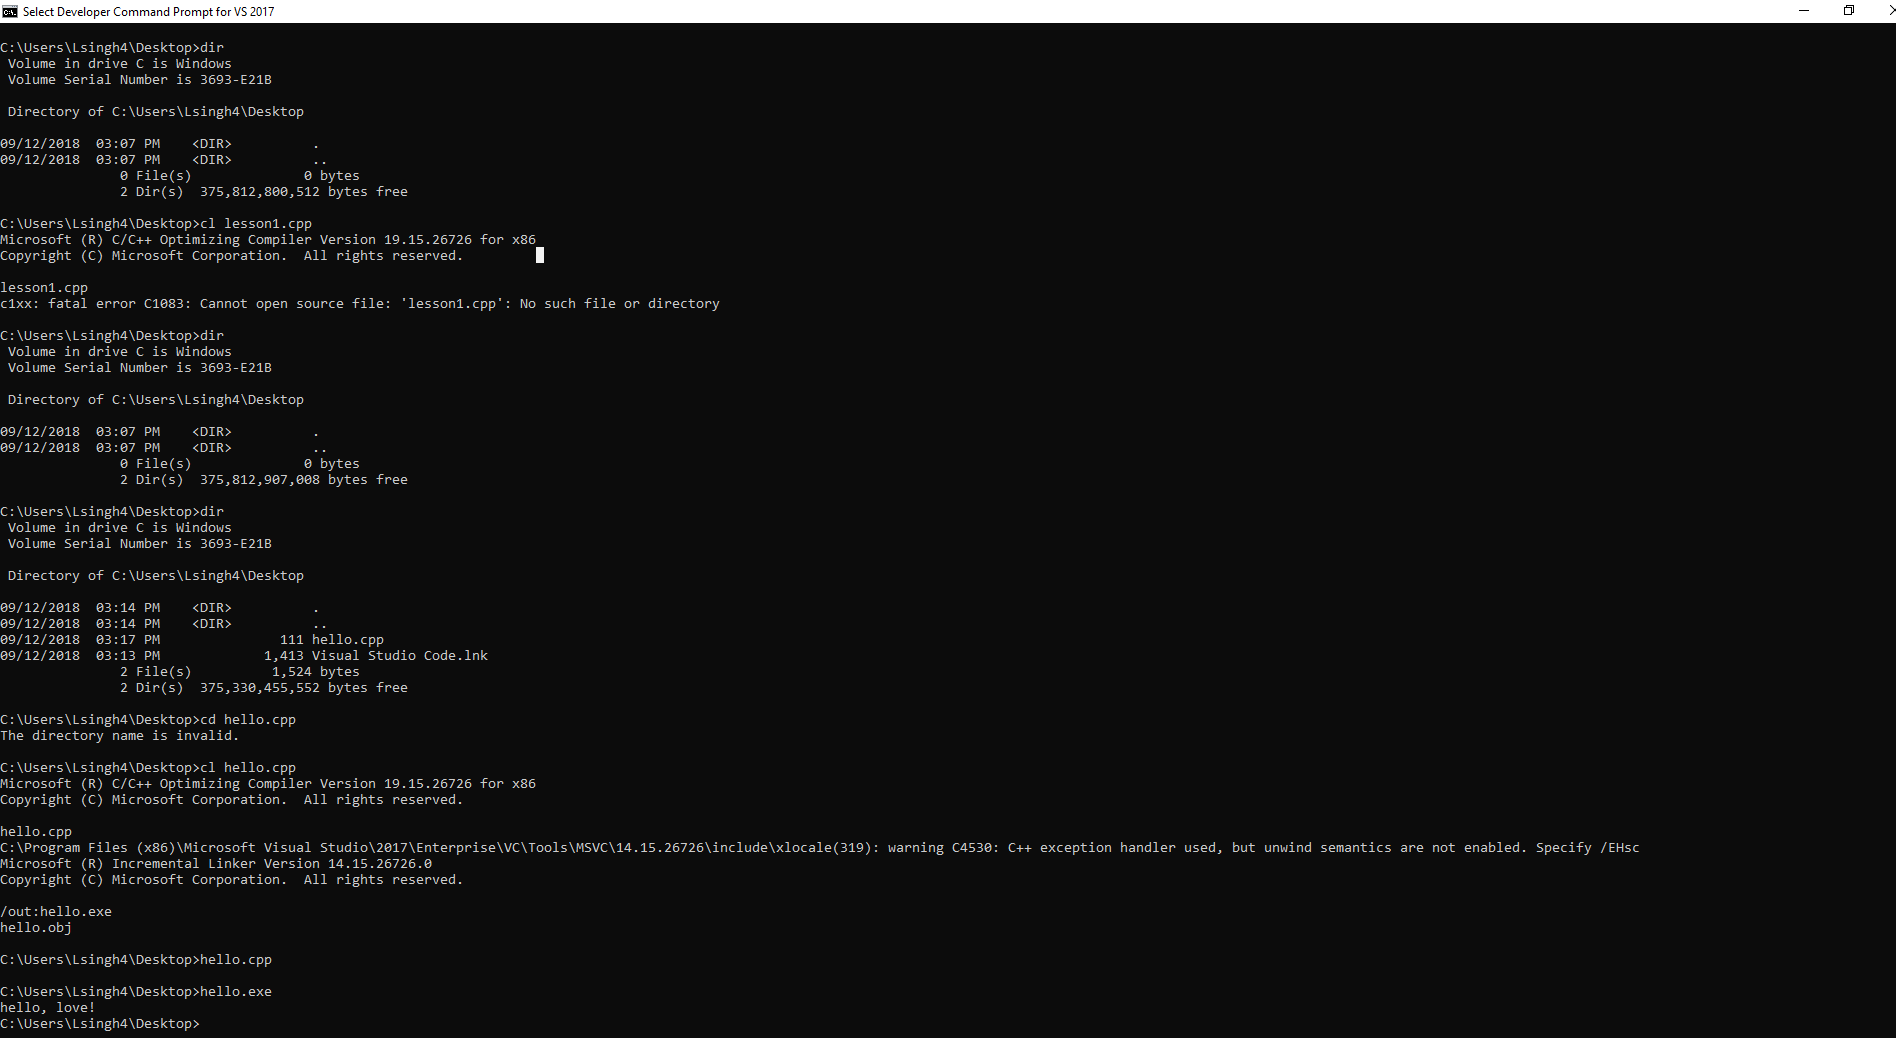 Select Developer Command Prompt for VS 2017
C:\Users\Lsingh4\Desktop>dir
 Volume in drive C is Windows
 Volume Serial Number is 3693-E21B

 Directory of C:\Users\Lsingh4\Desktop

09/12/2018  03:07 PM    <DIR>          .
09/12/2018  03:07 PM    <DIR>          ..
               0 File(s)              0 bytes
               2 Dir(s)  375,812,800,512 bytes free

C:\Users\Lsingh4\Desktop>cl lesson1.cpp
Microsoft (R) C/C++ Optimizing Compiler Version 19.15.26726 for x86
Copyright (C) Microsoft Corporation.  All rights reserved.

lesson1.cpp
c1xx: fatal error C1083: Cannot open source file: 'lesson1.cpp': No such file or directory

C:\Users\Lsingh4\Desktop>dir
 Volume in drive C is Windows
 Volume Serial Number is 3693-E21B

 Directory of C:\Users\Lsingh4\Desktop

09/12/2018  03:07 PM    <DIR>          .
09/12/2018  03:07 PM    <DIR>          ..
               0 File(s)              0 bytes
               2 Dir(s)  375,812,907,008 bytes free

C:\Users\Lsingh4\Desktop>dir
 Volume in drive C is Windows
 Volume Serial Number is 3693-E21B

 Directory of C:\Users\Lsingh4\Desktop

09/12/2018  03:14 PM    <DIR>          .
09/12/2018  03:14 PM    <DIR>          ..
09/12/2018  03:17 PM               111 hello.cpp
09/12/2018  03:13 PM             1,413 Visual Studio Code.lnk
               2 File(s)          1,524 bytes
               2 Dir(s)  375,330,455,552 bytes free

C:\Users\Lsingh4\Desktop>cd hello.cpp
The directory name is invalid.

C:\Users\Lsingh4\Desktop>cl hello.cpp
Microsoft (R) C/C++ Optimizing Compiler Version 19.15.26726 for x86
Copyright (C) Microsoft Corporation.  All rights reserved.

hello.cpp
C:\Program Files (x86)\Microsoft Visual Studio\2017\Enterprise\VC\Tools\MSVC\14.15.26726\include\xlocale(319): warning C4530: C++ exception handler used, but unwind semantics are not enabled. Specify /EHsc
Microsoft (R) Incremental Linker Version 14.15.26726.0
Copyright (C) Microsoft Corporation.  All rights reserved.

/out:hello.exe
hello.obj

C:\Users\Lsingh4\Desktop>hello.cpp

C:\Users\Lsingh4\Desktop>hello.exe
hello, love!
C:\Users\Lsingh4\Desktop>